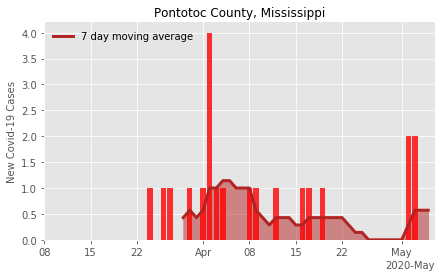 Pontotoc County, Mississippi
7 day moving average
New Covid-19 Cases
4.0
3.5
3.0
2.5
2.0
1.5
1.0
0.5
0.0
08 15 22 Apr 08 15 22 May
2020-May